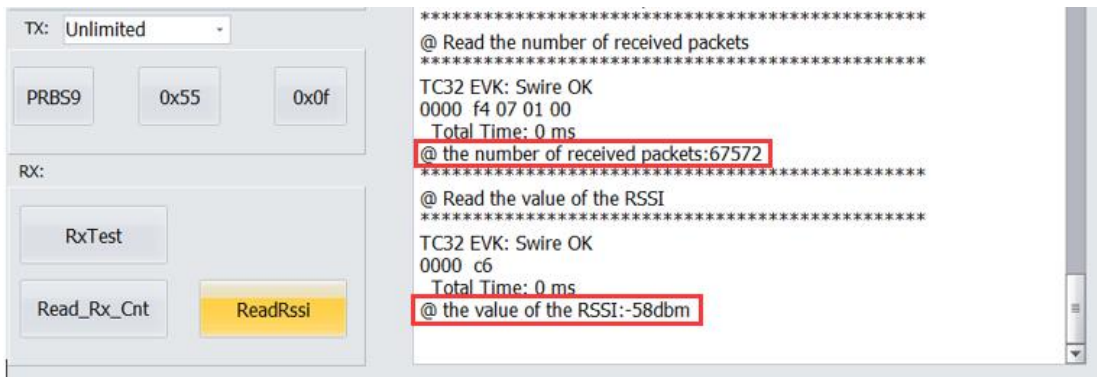 TX: Unlimited
PRBS9 0x55 0x0f
RX:
RxTest
Read_Rx_Cnt ReadRssi
************************************************
@ Read the number of received packets
************************************************
TC32 EVK: Swire OK
0000 f4 07 01 00
Total Time: 0 ms
@ the number of received packets:67572
************************************************
@ Read the value of the RSSI
************************************************
TC32 EVK: Swire OK
0000 c6
Total Time: 0 ms
@ the value of the RSSI:-58dbm